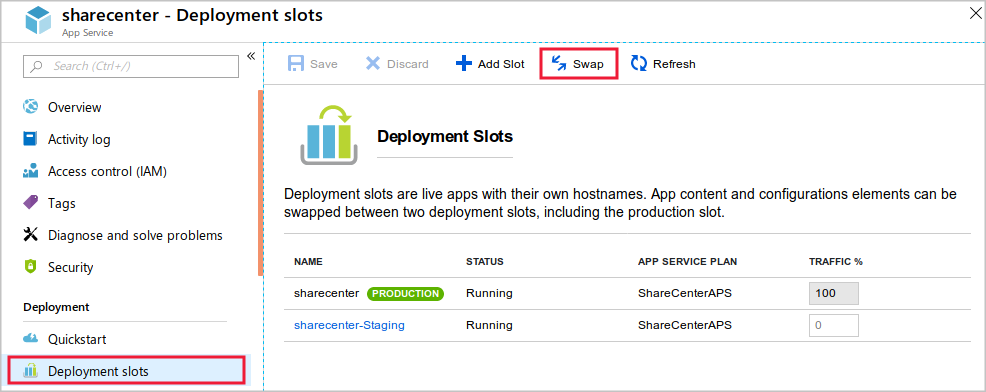 sharecenter - Deployment slots
App Service
Search (Ctrl+/)
Overview
Activity log
Access control (IAM)
Tags
Diagnose and solve problems
Security
Deployment
Quickstart
Deployment slots
Save Discard Add Slot Swap Refresh
Deployment Slots
Deployment slots are live apps with their own hostnames. App content and configurations elements can be
swapped between two deployment slots, including the production slot.
NAME STATUS APP SERVICE PLAN TRAFFIC %
sharecenter PRODUCTION Running ShareCenterAPS 100
sharecenter-Staging Running ShareCenterAPS 0